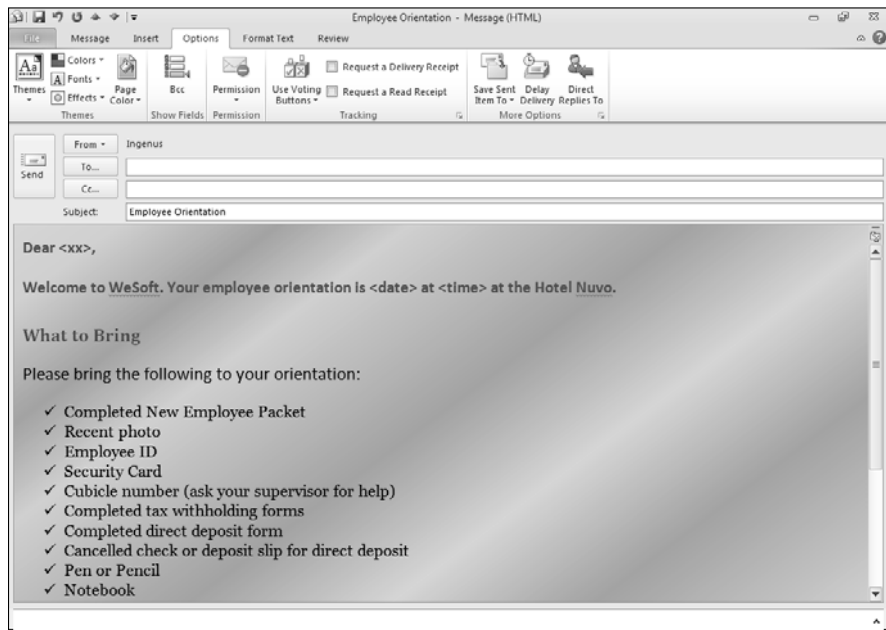 Employee Orientation - Message (HTML)
File Message Insert Options Format Text Review
Themes
Colors
Fonts
Effects
Page Color
Themes
Bcc
Show Fields
Permission
Permission
Use Voting Buttons
Request a Delivery Receipt
Request a Read Receipt
Tracking
Save Sent Item To
Delay Delivery
Direct Replies To
More Options
Send
From Ingenus
To...
Cc...
Subject: Employee Orientation
Dear <xx>,
Welcome to WeSoft. Your employee orientation is <date> at <time> at the Hotel Nuvo.
What to Bring
Please bring the following to your orientation:
✓ Completed New Employee Packet
✓ Recent photo
✓ Employee ID
✓ Security Card
✓ Cubicle number (ask your supervisor for help)
✓ Completed tax withholding forms
✓ Completed direct deposit form
✓ Cancelled check or deposit slip for direct deposit
✓ Pen or Pencil
✓ Notebook